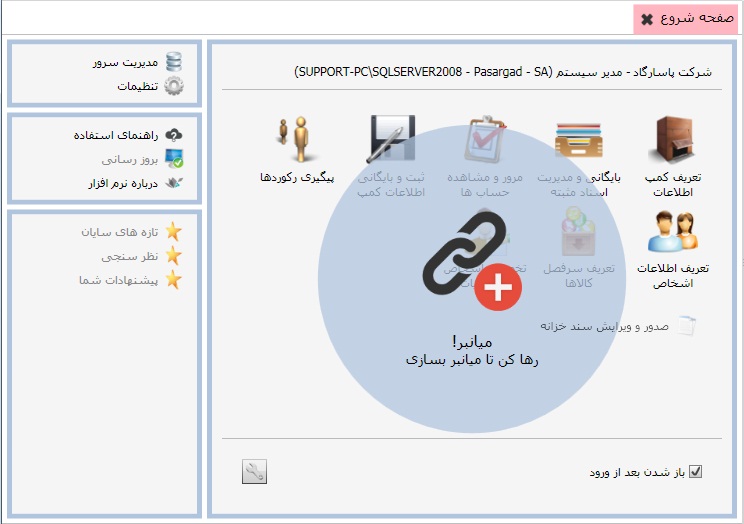 صفحه شروع
شرکت پاسارگاد - مدیر سیستم (SUPPORT-PC\SQLSERVER2008 - Pasargad - SA)
تعریف کمپ
اطلاعات
بایگانی و مدیریت
اسناد مثبته
مرور و مشاهده
حساب ها
ثبت و بایگانی
اطلاعات کمپ
پیگیری رکوردها
تعریف اطلاعات
اشخاص
تعریف سرفصل
کالاها
اشخاص
صدور و ویرایش سند خزانه
میانبر!
رها کن تا میانبر بسازی
باز شدن بعد از ورود
مدیریت سرور
تنظیمات
راهنمای استفاده
بروز رسانی
درباره نرم افزار
تازه های سایان
نظر سنجی
پیشنهادات شما